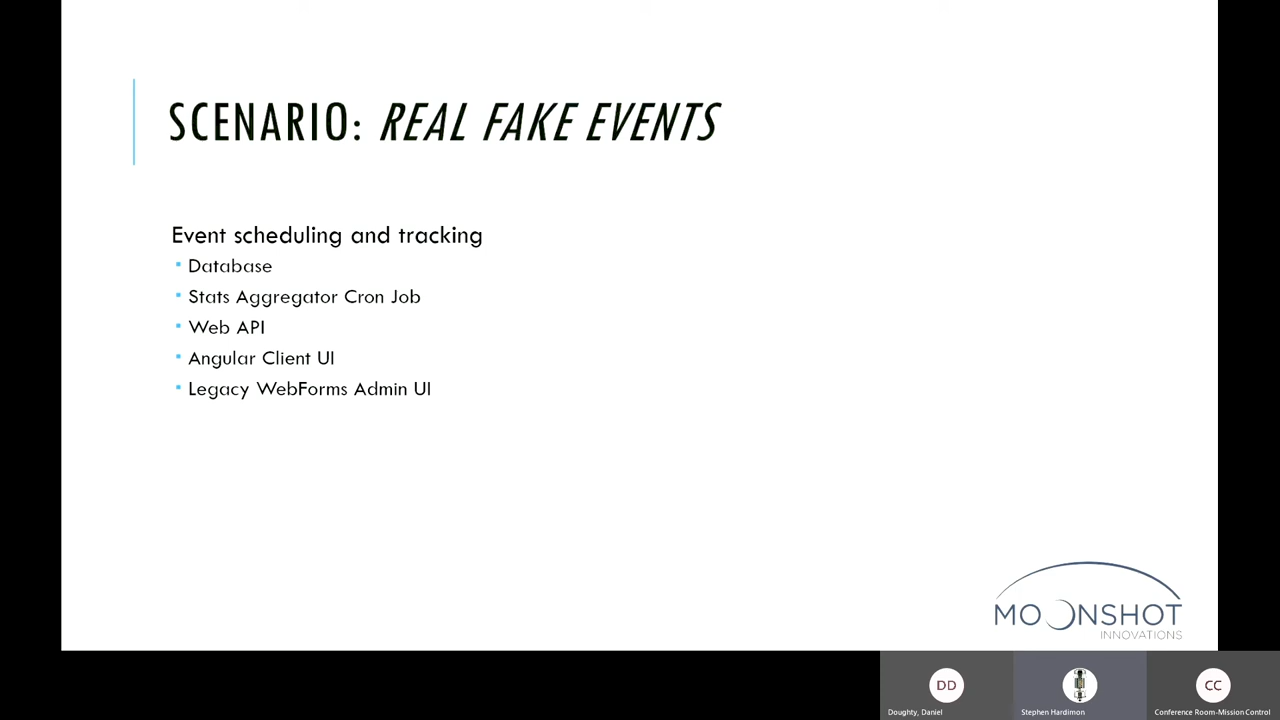 SCENARIO: REAL FAKE EVENTS
Event scheduling and tracking
Database
Stats Aggregator Cron Job
Web API
Angular Client UI
Legacy WebForms Admin UI
MOONSHOT
INNOVATIONS
DD
CC
Doughty, Daniel
Stephen Hardimon
Conference Room-Mission Control